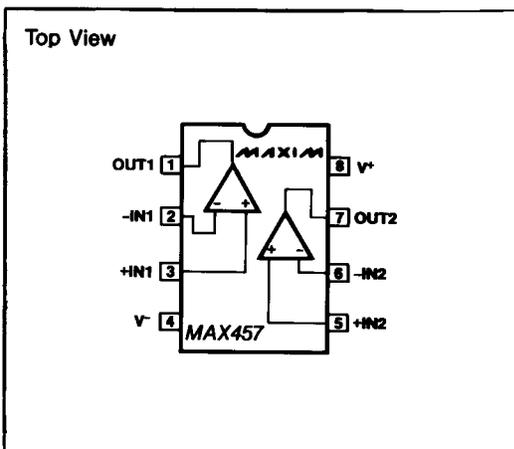 Top View
MAXIM
OUT1 1
8 V+
-IN1 2
- +
7 OUT2
+IN1 3
+ -
6 -IN2
V- 4
MAX457
5 +IN2